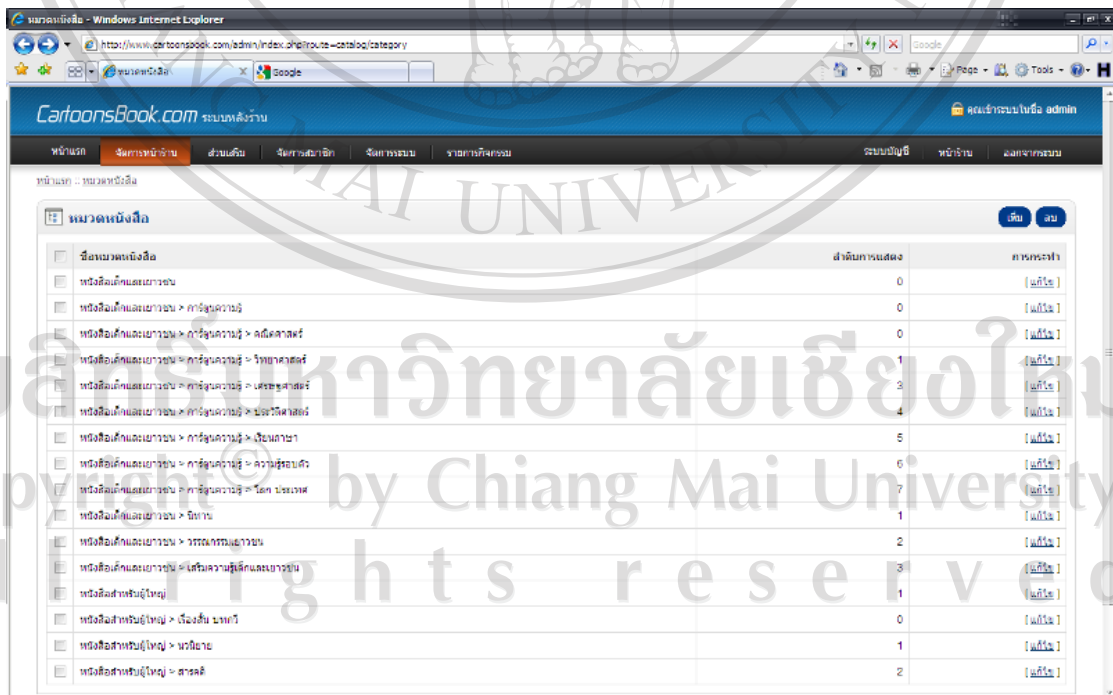 หมวดหนังสือ - Windows Internet Explorer
http://www.cartoonsbook.com/admin/index.php?route=catalog/category
Google
หมวดหนังสือ
Google
Page
Tools
CartoonsBook.com ระบบหลังร้าน
คุณเข้าระบบในชื่อ admin
หน้าแรก จัดการหน้าร้าน ส่วนเสริม จัดการสมาชิก จัดการระบบ รายการกิจกรรม ระบบบัญชี หน้าร้าน ออกจากระบบ
หน้าแรก :: หมวดหนังสือ
หมวดหนังสือ
เพิ่ม ลบ
ชื่อหมวดหนังสือ ลำดับการแสดง การกระทำ
หนังสือเด็กและเยาวชน 0 [ แก้ไข ]
หนังสือเด็กและเยาวชน > การ์ตูนความรู้ 0 [ แก้ไข ]
หนังสือเด็กและเยาวชน > การ์ตูนความรู้ > คณิตศาสตร์ 0 [ แก้ไข ]
หนังสือเด็กและเยาวชน > การ์ตูนความรู้ > วิทยาศาสตร์ 1 [ แก้ไข ]
หนังสือเด็กและเยาวชน > การ์ตูนความรู้ > เศรษฐศาสตร์ 3 [ แก้ไข ]
หนังสือเด็กและเยาวชน > การ์ตูนความรู้ > ประวัติศาสตร์ 4 [ แก้ไข ]
หนังสือเด็กและเยาวชน > การ์ตูนความรู้ > เรียนภาษา 5 [ แก้ไข ]
หนังสือเด็กและเยาวชน > การ์ตูนความรู้ > ความรู้รอบตัว 6 [ แก้ไข ]
หนังสือเด็กและเยาวชน > การ์ตูนความรู้ > โลก ประเทศ 7 [ แก้ไข ]
หนังสือเด็กและเยาวชน > นิทาน 1 [ แก้ไข ]
หนังสือเด็กและเยาวชน > วรรณกรรมเยาวชน 2 [ แก้ไข ]
หนังสือเด็กและเยาวชน > เสริมความรู้เด็กและเยาวชน 3 [ แก้ไข ]
หนังสือสำหรับผู้ใหญ่ 1 [ แก้ไข ]
หนังสือสำหรับผู้ใหญ่ > เรื่องสั้น บทกวี 0 [ แก้ไข ]
หนังสือสำหรับผู้ใหญ่ > นวนิยาย 1 [ แก้ไข ]
หนังสือสำหรับผู้ใหญ่ > สารคดี 2 [ แก้ไข ]
MAI UNIVERSITY
by Chiang Mai University
rights